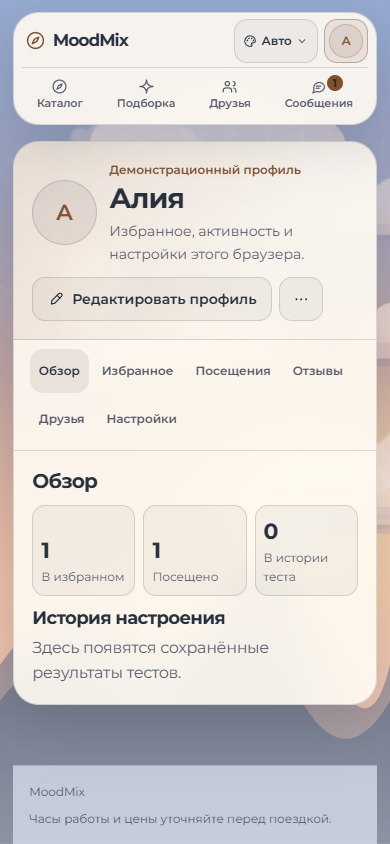 MoodMix
Авто
А
Каталог
Подборка
Друзья
Сообщения
1
Демонстрационный профиль
А
Алия
Избранное, активность и
настройки этого браузера.
Редактировать профиль
...
Обзор
Избранное
Посещения
Отзывы
Друзья
Настройки
Обзор
1
В избранном
1
Посещено
0
В истории
теста
История настроения
Здесь появятся сохранённые
результаты тестов.
MoodMix
Часы работы и цены уточняйте перед поездкой.